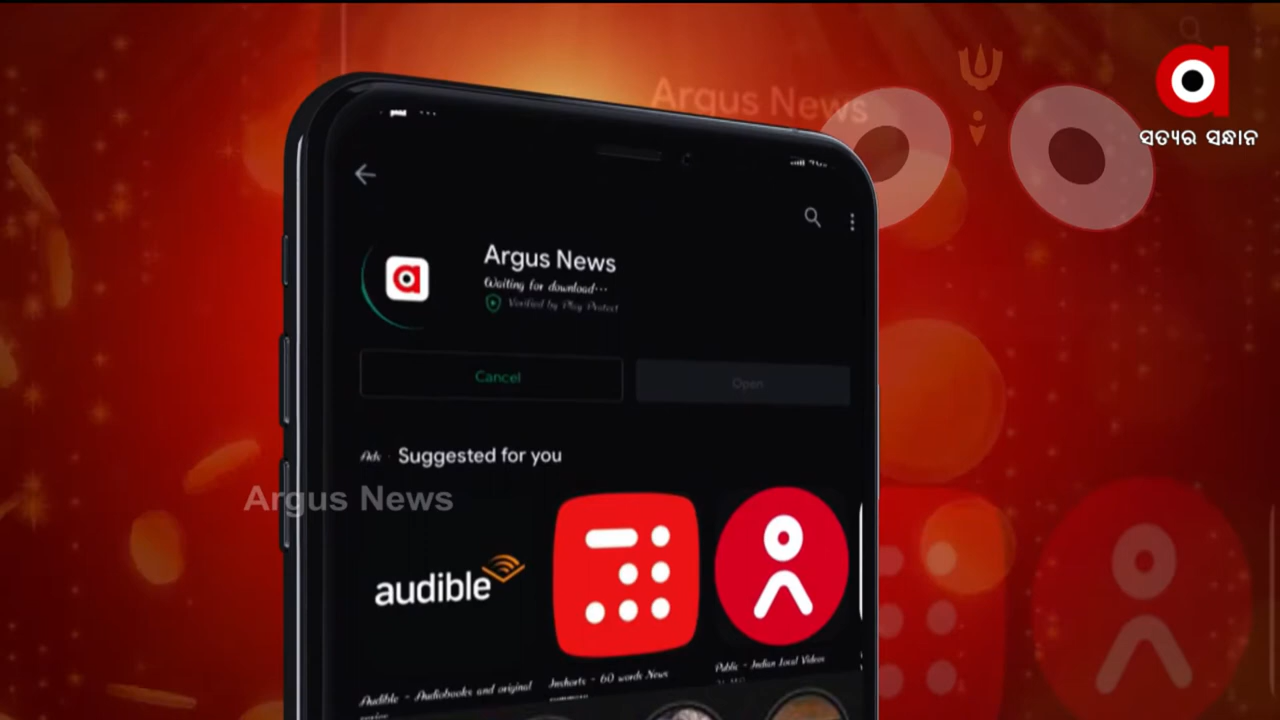 Argus News
ସତ୍ୟର ସନ୍ଧାନ
Argus News
Waiting for download...
Verified by Play Protect
Cancel
Open
Ads · Suggested for you
Argus News
audible
Audible - Audiobooks and original
Inshorts - 60 words News
Public - Indian Local Videos